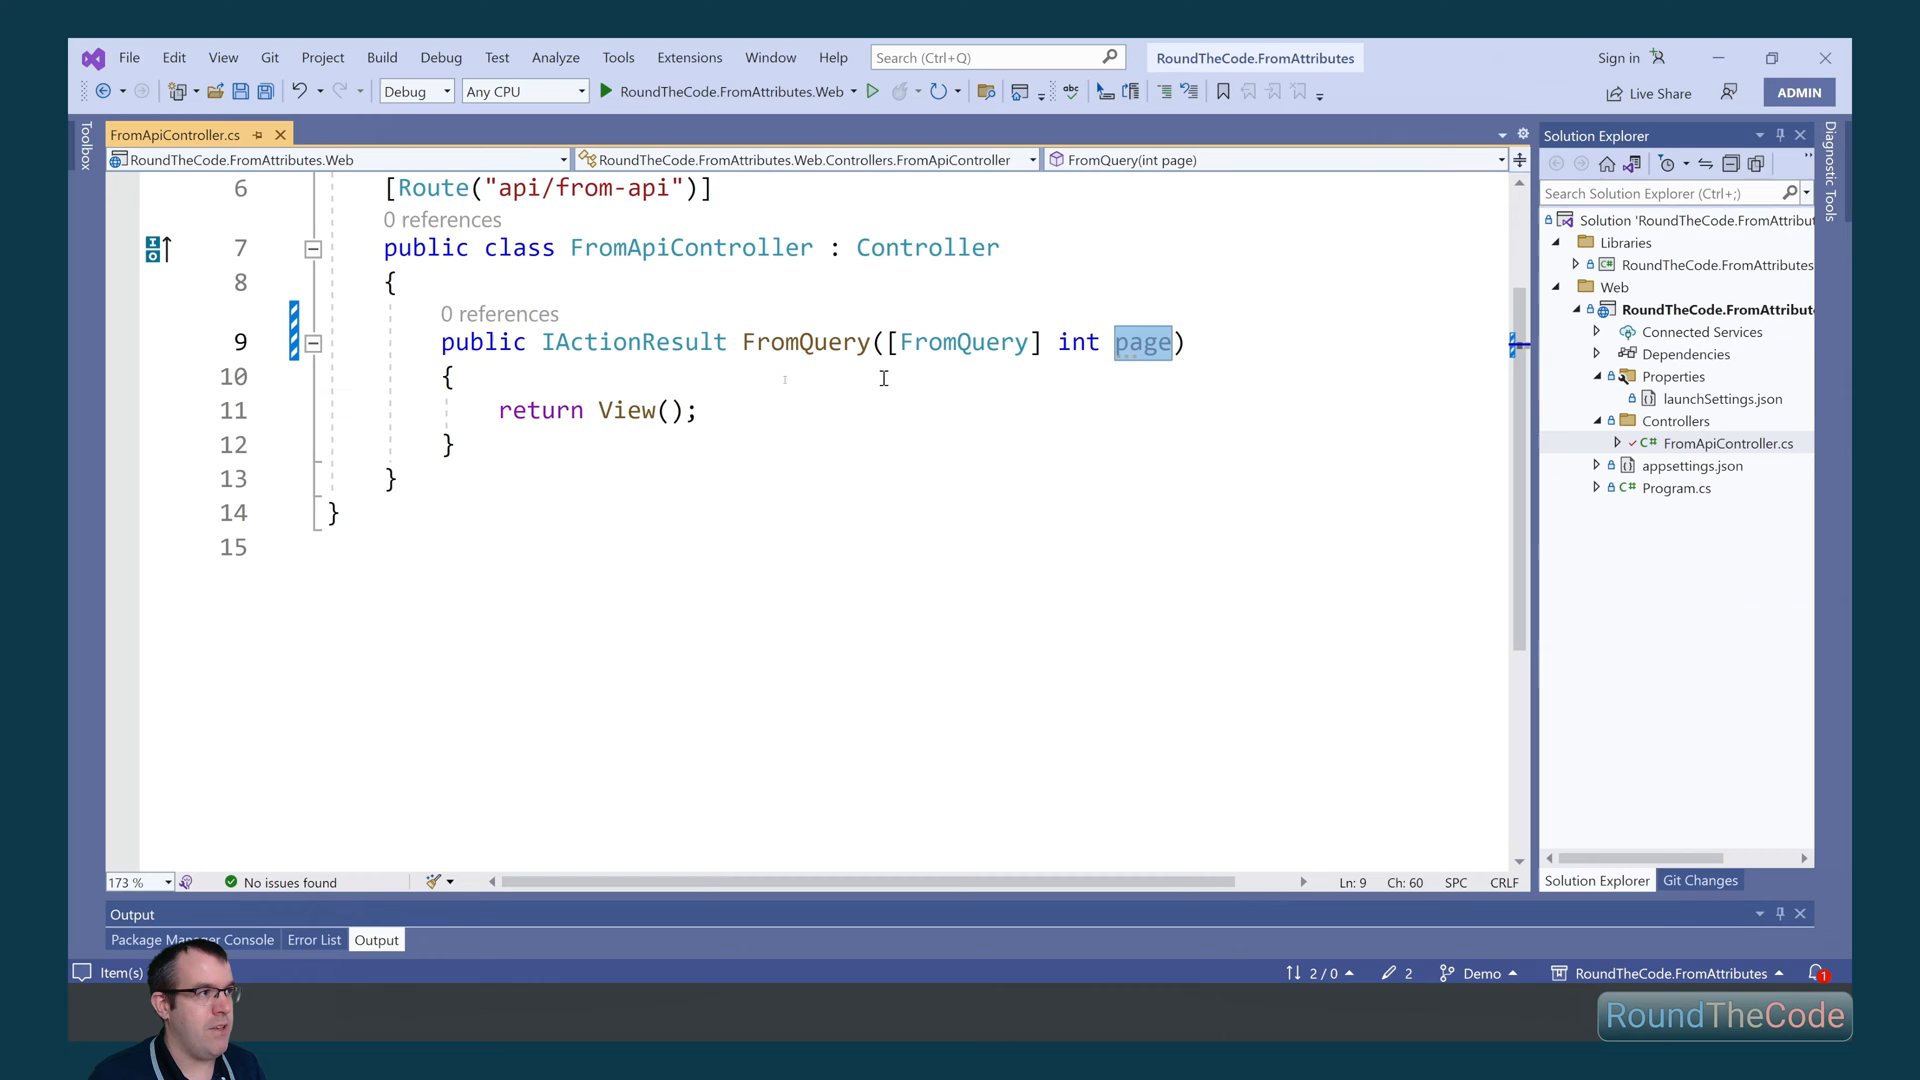 File Edit View Git Project Build Debug Test Analyze Tools Extensions Window Help Search (Ctrl+Q) RoundTheCode.FromAttributes Sign in
Debug Any CPU RoundTheCode.FromAttributes.Web Live Share ADMIN
Toolbox
FromApiController.cs
RoundTheCode.FromAttributes.Web RoundTheCode.FromAttributes.Web.Controllers.FromApiController FromQuery(int page)
6 [Route("api/from-api")]
0 references
7 public class FromApiController : Controller
8 {
0 references
9 public IActionResult FromQuery([FromQuery] int page)
10 {
11 return View();
12 }
13 }
14 }
15
173 % No issues found Ln: 9 Ch: 60 SPC CRLF
Solution Explorer
Search Solution Explorer (Ctrl+;)
Solution 'RoundTheCode.FromAttribut
Libraries
RoundTheCode.FromAttributes
Web
RoundTheCode.FromAttribut
Connected Services
Dependencies
Properties
launchSettings.json
Controllers
C# FromApiController.cs
appsettings.json
C# Program.cs
Solution Explorer Git Changes
Diagnostic Tools
Output
Package Manager Console Error List Output
Item(s) 2 / 0 2 Demo RoundTheCode.FromAttributes 1
RoundTheCode